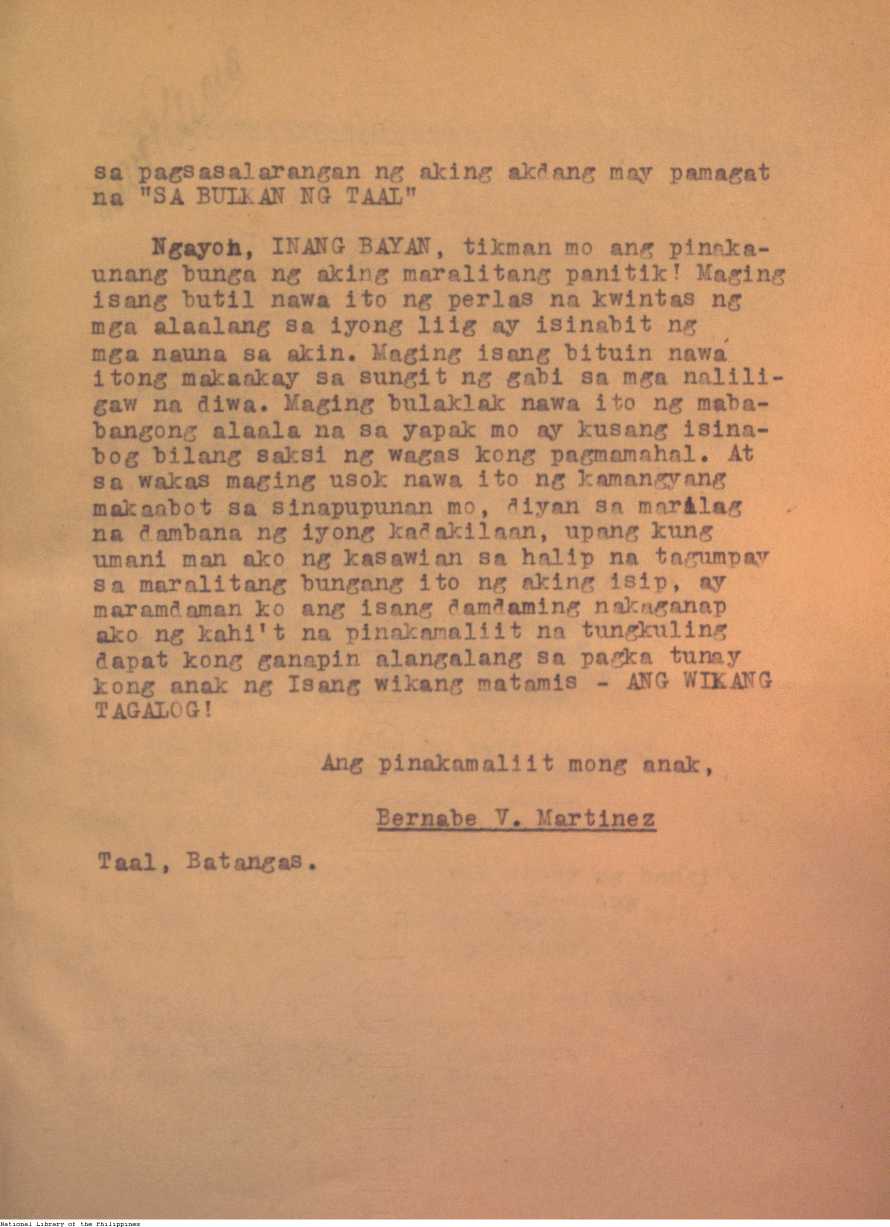 sa pagsasalarangan ng aking akdang may pamagat
na "SA BULKAN NG TAAL"
Ngayon, INANG BAYAN, tikman mo ang pinaka-
unang bunga ng aking maralitang panitik! Maging
isang butil nawa ito ng perlas na kwintas ng
mga alaalang sa iyong liig ay isinabit ng
mga nauna sa akin. Maging isang bituin nawa
itong makaakay sa sungit ng gabi sa mga nalili-
gaw na diwa. Maging bulaklak nawa ito ng maba-
bangong alaala na sa yapak mo ay kusang isina-
bog bilang saksi ng wagas kong pagmamahal. At
sa wakas maging usok nawa ito ng kamangyang
makaabot sa sinapupunan mo, diyan sa marilag
na dambana ng iyong kadakilaan, upang kung
umani man ako ng kasawian sa halip na tagumpay
sa maralitang bungang ito ng aking isip, ay
maramdaman ko ang isang damdaming nakaganap
ako ng kahi't na pinakamaliit na tungkuling
dapat kong ganapin alangalang sa pagka tunay
kong anak ng Isang wikang matamis - ANG WIKANG
TAGALOG!
Ang pinakamaliit mong anak,
Bernabe V. Martinez
Taal, Batangas.
National Library of the Philippines